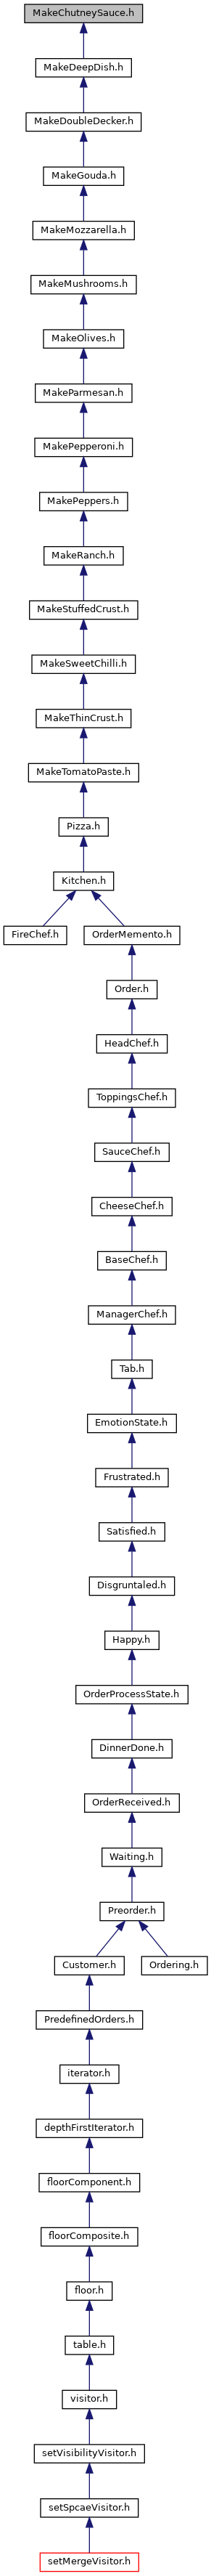 MakeChutneySauce.h
MakeDeepDish.h
MakeDoubleDecker.h
MakeGouda.h
MakeMozzarella.h
MakeMushrooms.h
MakeOlives.h
MakeParmesan.h
MakePepperoni.h
MakePeppers.h
MakeRanch.h
MakeStuffedCrust.h
MakeSweetChilli.h
MakeThinCrust.h
MakeTomatoPaste.h
Pizza.h
Kitchen.h
FireChef.h
OrderMemento.h
Order.h
HeadChef.h
ToppingsChef.h
SauceChef.h
CheeseChef.h
BaseChef.h
ManagerChef.h
Tab.h
EmotionState.h
Frustrated.h
Satisfied.h
Disgruntaled.h
Happy.h
OrderProcessState.h
DinnerDone.h
OrderReceived.h
Waiting.h
Preorder.h
Customer.h
Ordering.h
PredefinedOrders.h
iterator.h
depthFirstIterator.h
floorComponent.h
floorComposite.h
floor.h
table.h
visitor.h
setVisibilityVisitor.h
setSpcaeVisitor.h
setMergeVisitor.h